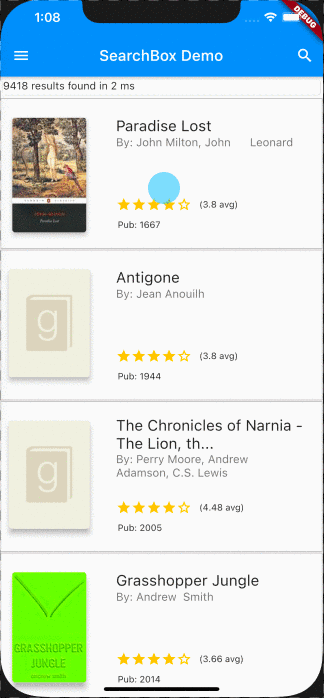 1:08
DEBUG
SearchBox Demo
9418 results found in 2 ms
Paradise Lost
By: John Milton, John Leonard
(3.8 avg)
Pub: 1667
Antigone
By: Jean Anouilh
g
(3.8 avg)
Pub: 1944
The Chronicles of Narnia -
The Lion, th...
By: Perry Moore, Andrew
Adamson, C.S. Lewis
g
(4.48 avg)
Pub: 2005
Grasshopper Jungle
By: Andrew Smith
GRASSHOPPER
JUNGLE
(3.66 avg)
Pub: 2014